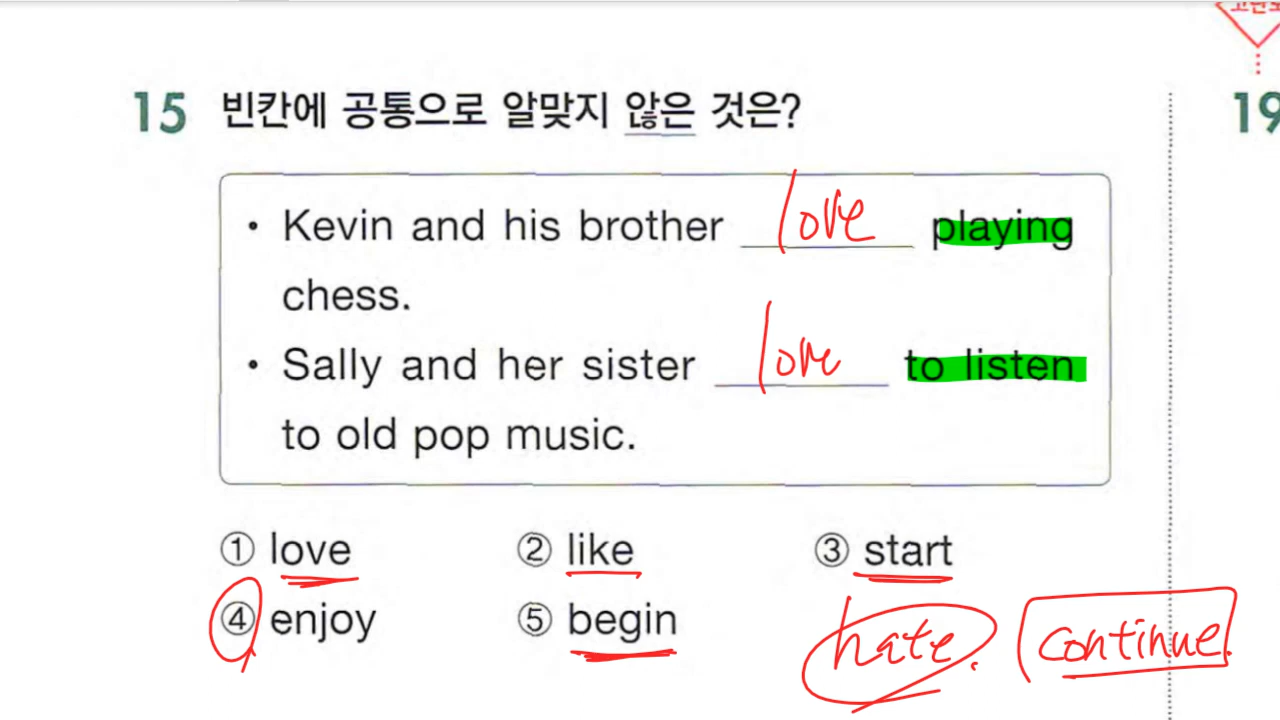 15 빈칸에 공통으로 알맞지 않은 것은?
• Kevin and his brother love playing
chess.
• Sally and her sister love to listen
to old pop music.
① love ② like ③ start
④ enjoy ⑤ begin
hate. continue.
19